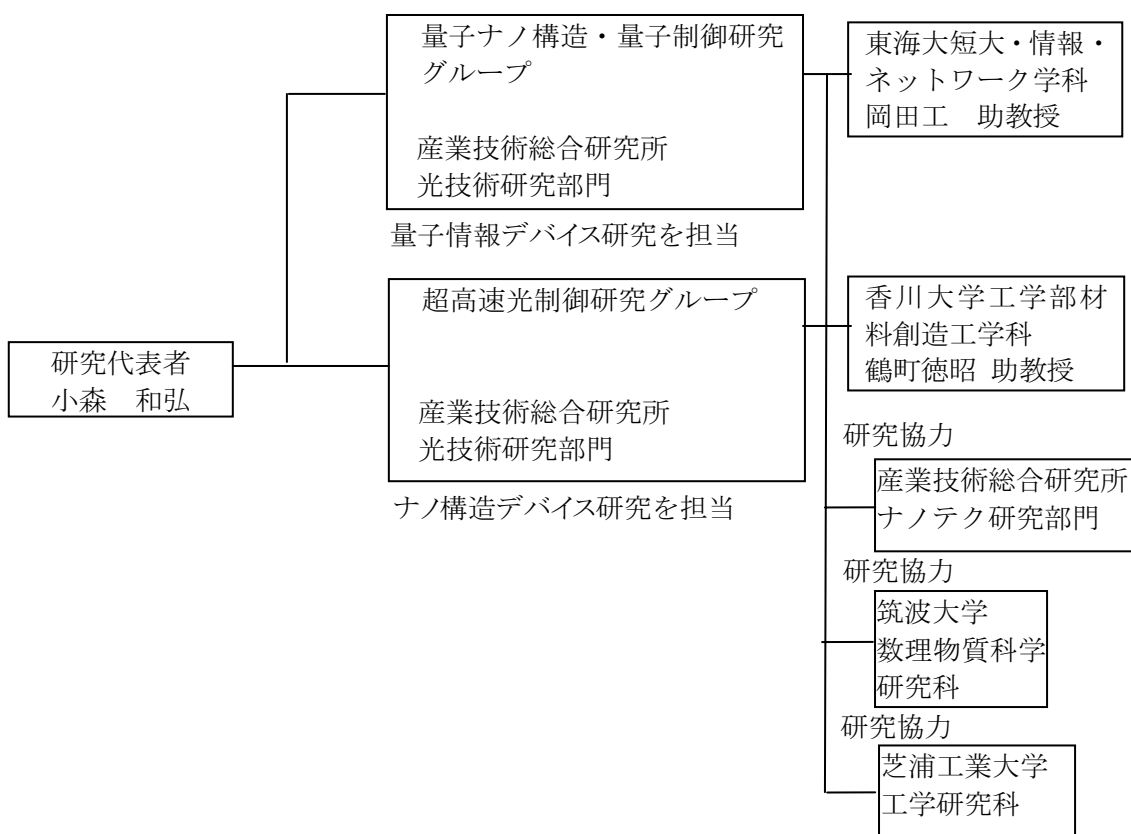 研究代表者
小森　和弘
量子ナノ構造・量子制御研究
グループ
産業技術総合研究所
光技術研究部門
量子情報デバイス研究を担当
超高速光制御研究グループ
産業技術総合研究所
光技術研究部門
ナノ構造デバイス研究を担当
東海大短大・情報・
ネットワーク学科
岡田工　助教授
香川大学工学部材
料創造工学科
鶴町徳昭 助教授
研究協力
産業技術総合研究所
ナノテク研究部門
研究協力
筑波大学
数理物質科学
研究科
研究協力
芝浦工業大学
工学研究科